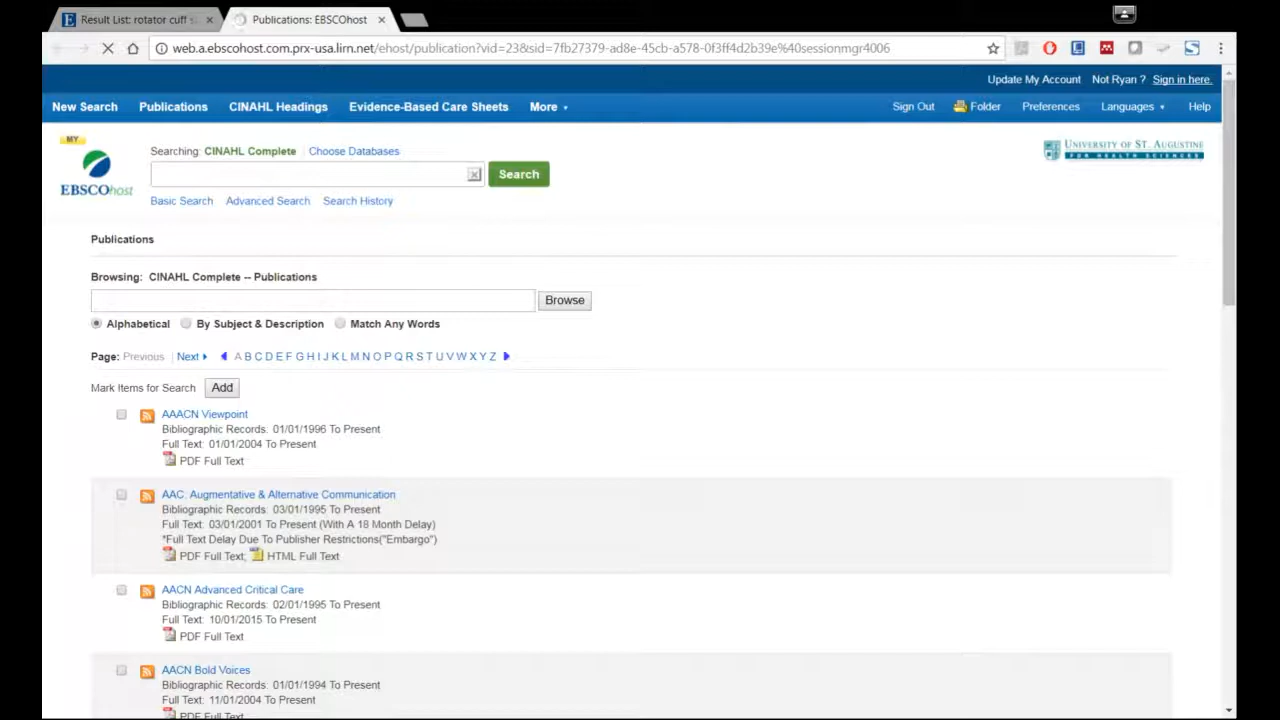 Result List: rotator cuff s
Publications: EBSCOhost
web.a.ebscohost.com.prx-usa.lirn.net/ehost/publication?vid=23&sid=7fb27379-ad8e-45cb-a578-0f3ff4d2b39e%40sessionmgr4006
Update My Account Not Ryan ? Sign in here.
New Search Publications CINAHL Headings Evidence-Based Care Sheets More Sign Out Folder Preferences Languages Help
MY
EBSCOhost
Searching: CINAHL Complete Choose Databases
Search
Basic Search Advanced Search Search History
UNIVERSITY OF ST. AUGUSTINE
FOR HEALTH SCIENCES
Publications
Browsing: CINAHL Complete -- Publications
Browse
Alphabetical By Subject & Description Match Any Words
Page: Previous | Next A B C D E F G H I J K L M N O P Q R S T U V W X Y Z
Mark Items for Search Add
AAACN Viewpoint
Bibliographic Records: 01/01/1996 To Present
Full Text: 01/01/2004 To Present
PDF Full Text
AAC: Augmentative & Alternative Communication
Bibliographic Records: 03/01/1995 To Present
Full Text: 03/01/2001 To Present (With A 18 Month Delay)
*Full Text Delay Due To Publisher Restrictions("Embargo")
PDF Full Text; HTML Full Text
AACN Advanced Critical Care
Bibliographic Records: 02/01/1995 To Present
Full Text: 10/01/2015 To Present
PDF Full Text
AACN Bold Voices
Bibliographic Records: 01/01/1994 To Present
Full Text: 11/01/2004 To Present
PDF Full Text